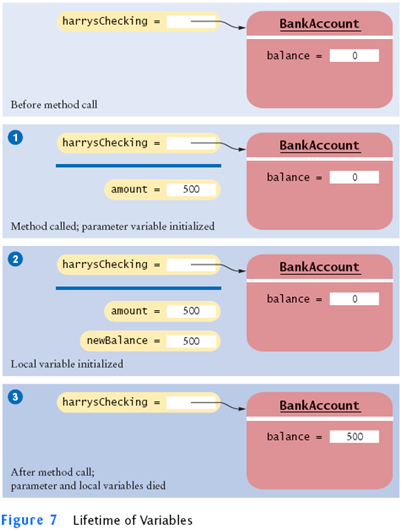 harrysChecking =
BankAccount
balance = 0
Before method call
1
harrysChecking =
BankAccount
balance = 0
amount = 500
Method called; parameter variable initialized
2
harrysChecking =
BankAccount
balance = 0
amount = 500
newBalance = 500
Local variable initialized
3
harrysChecking =
BankAccount
balance = 500
After method call;
parameter and local variables died
Figure 7 Lifetime of Variables